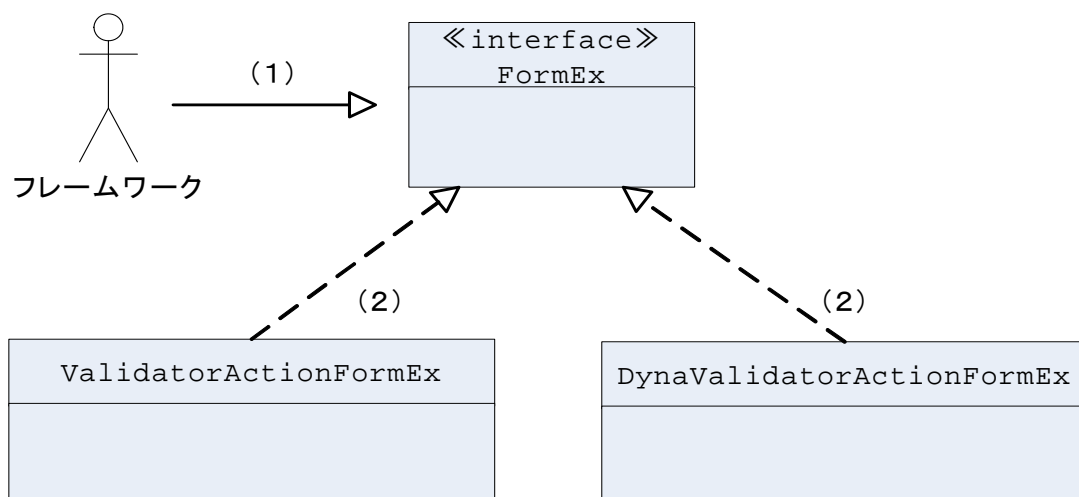 ≪interface≫
FormEx
（1）
フレームワーク
（2）
（2）
ValidatorActionFormEx
DynaValidatorActionFormEx